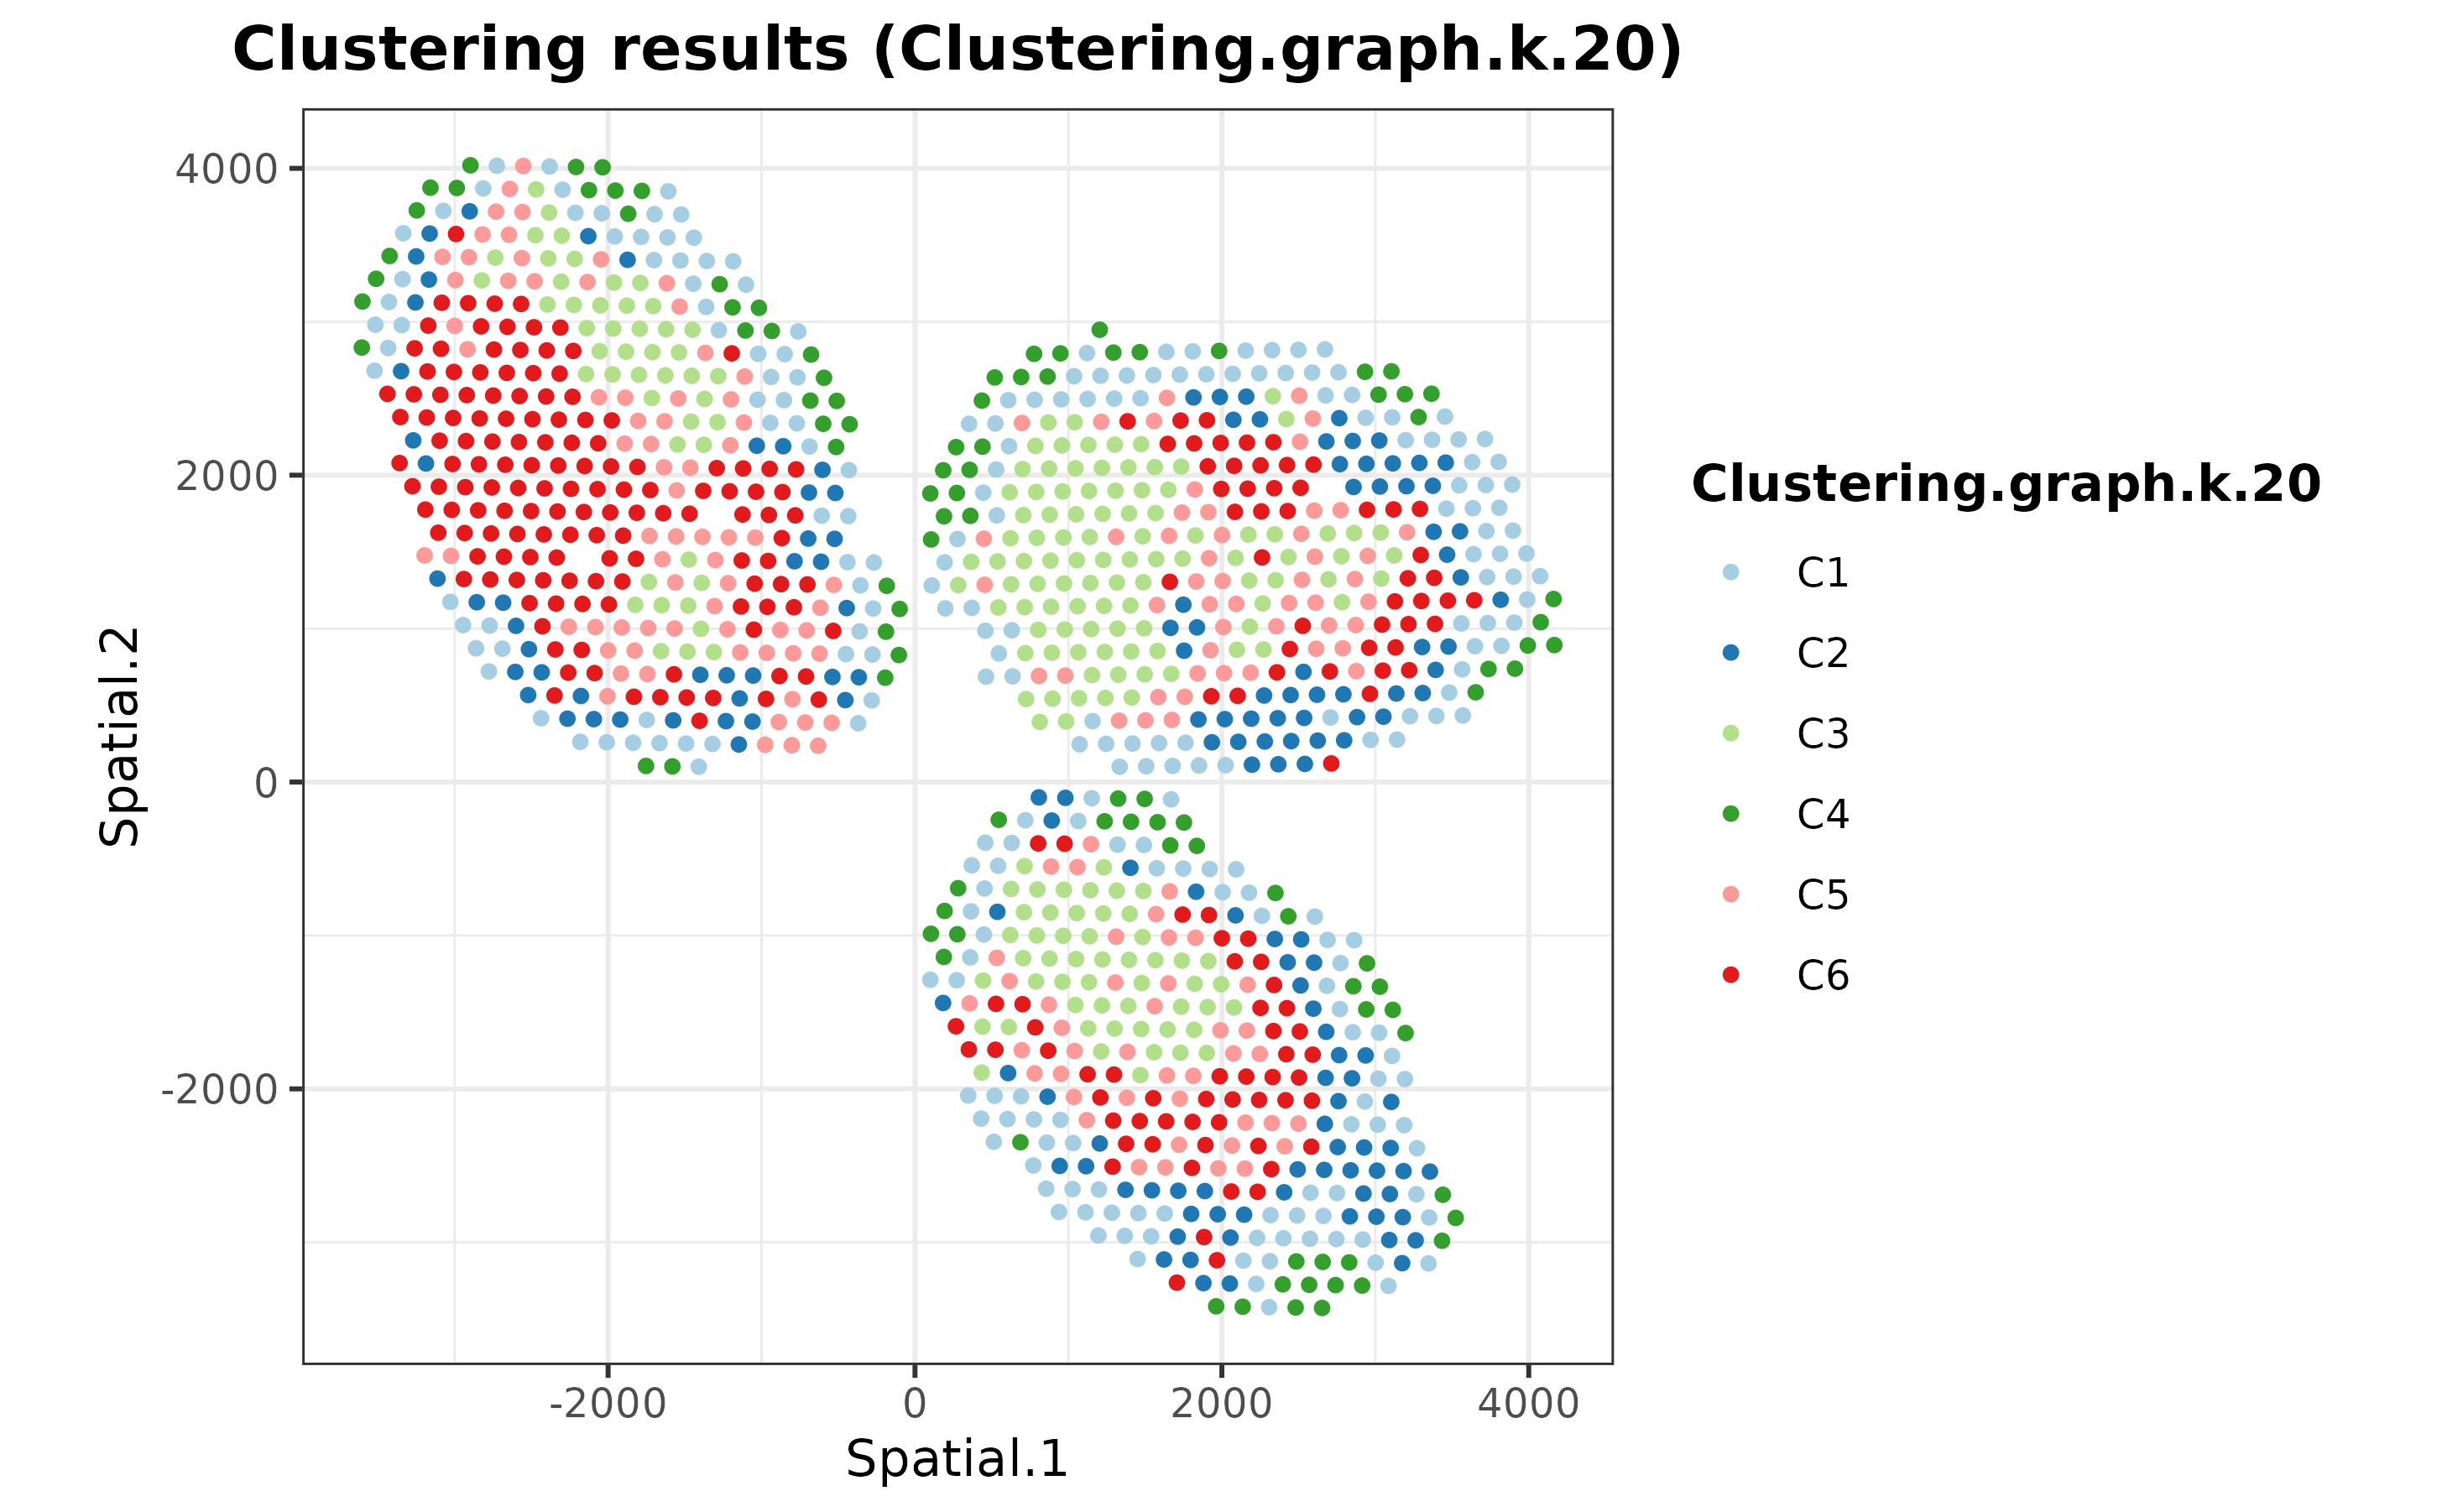 Clustering results (Clustering.graph.k.20)
4000
2000
0
-2000
Spatial.2
-2000
0
2000
4000
Spatial.1
Clustering.graph.k.20
C1
C2
C3
C4
C5
C6